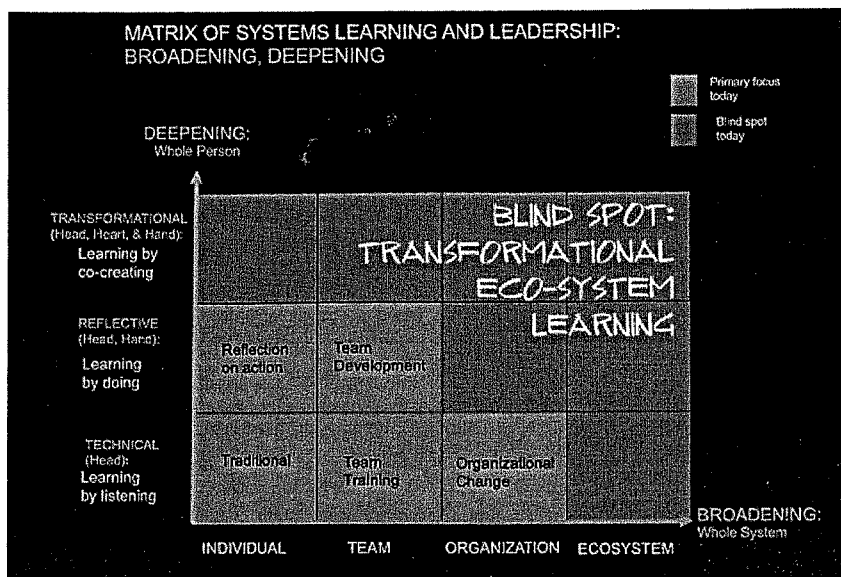 MATRIX OF SYSTEMS LEARNING AND LEADERSHIP:
BROADENING, DEEPENING
Primary focus
today
Blind spot
today
DEEPENING:
Whole Person
TRANSFORMATIONAL
(Head, Heart, & Hand):
Learning by
co-creating
BLIND SPOT:
TRANSFORMATIONAL
ECO-SYSTEM
LEARNING
REFLECTIVE
(Head, Hand):
Learning
by doing
Reflection
on action
Team
Development
TECHNICAL
(Head):
Learning
by listening
Traditional
Team
Training
Organizational
Change
BROADENING:
Whole System
INDIVIDUAL
TEAM
ORGANIZATION
ECOSYSTEM